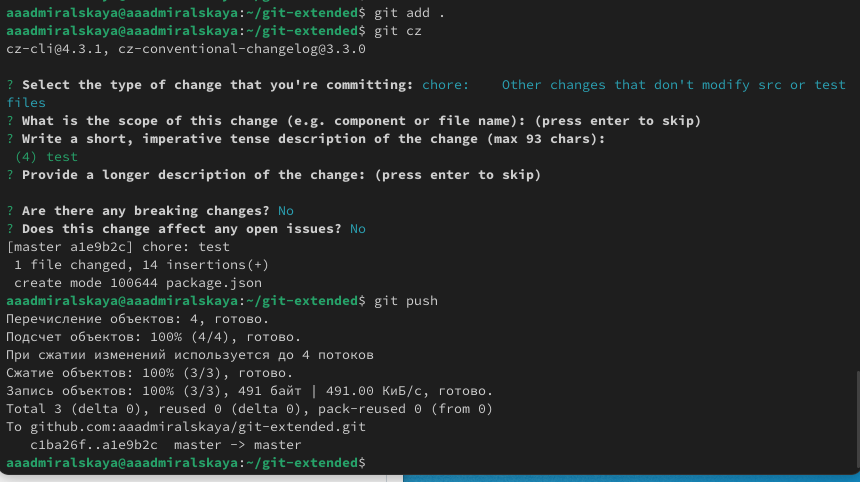 aaadmiralskaya@aaadmiralskaya:~/git-extended$ git add .
aaadmiralskaya@aaadmiralskaya:~/git-extended$ git cz
cz-cli@4.3.1, cz-conventional-changelog@3.3.0
? Select the type of change that you're committing: chore:    Other changes that don't modify src or test
files
? What is the scope of this change (e.g. component or file name): (press enter to skip)
? Write a short, imperative tense description of the change (max 93 chars):
(4) test
? Provide a longer description of the change: (press enter to skip)
? Are there any breaking changes? No
? Does this change affect any open issues? No
[master a1e9b2c] chore: test
1 file changed, 14 insertions(+)
create mode 100644 package.json
aaadmiralskaya@aaadmiralskaya:~/git-extended$ git push
Перечисление объектов: 4, готово.
Подсчет объектов: 100% (4/4), готово.
При сжатии изменений используется до 4 потоков
Сжатие объектов: 100% (3/3), готово.
Запись объектов: 100% (3/3), 491 байт | 491.00 КиБ/с, готово.
Total 3 (delta 0), reused 0 (delta 0), pack-reused 0 (from 0)
To github.com:aaadmiralskaya/git-extended.git
c1ba26f..a1e9b2c  master -> master
aaadmiralskaya@aaadmiralskaya:~/git-extended$